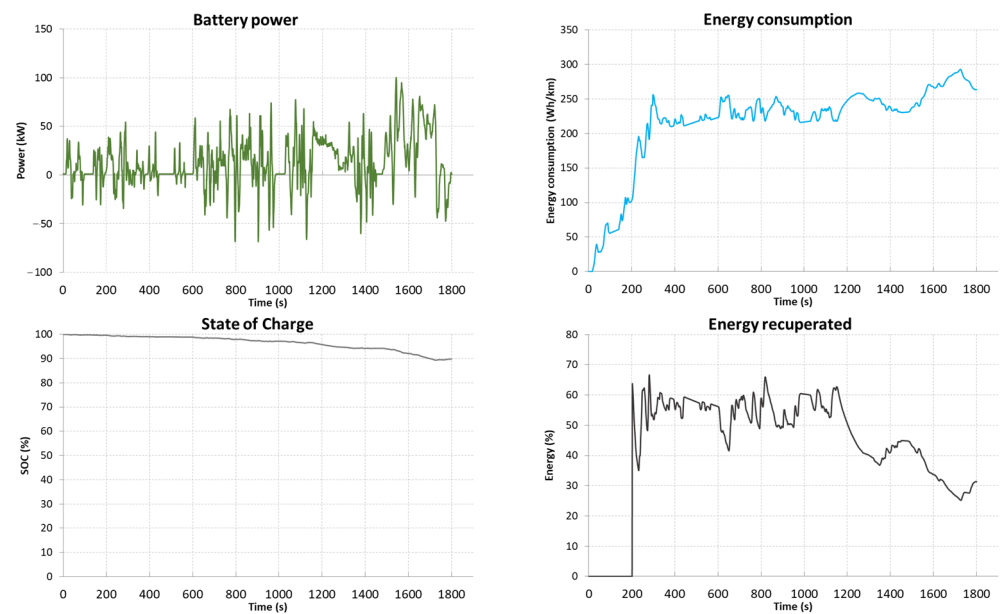 Battery power
150
100
50
0
−50
−100
Power (kW)
0 200 400 600 800 1000 1200 1400 1600 1800
Time (s)
Energy consumption
350
300
250
200
150
100
50
0
Energy consumption (Wh/km)
0 200 400 600 800 1000 1200 1400 1600 1800
Time (s)
State of Charge
100
90
80
70
60
50
40
30
20
10
0
SOC (%)
0 200 400 600 800 1000 1200 1400 1600 1800
Time (s)
Energy recuperated
80
70
60
50
40
30
20
10
0
Energy (%)
0 200 400 600 800 1000 1200 1400 1600 1800
Time (s)